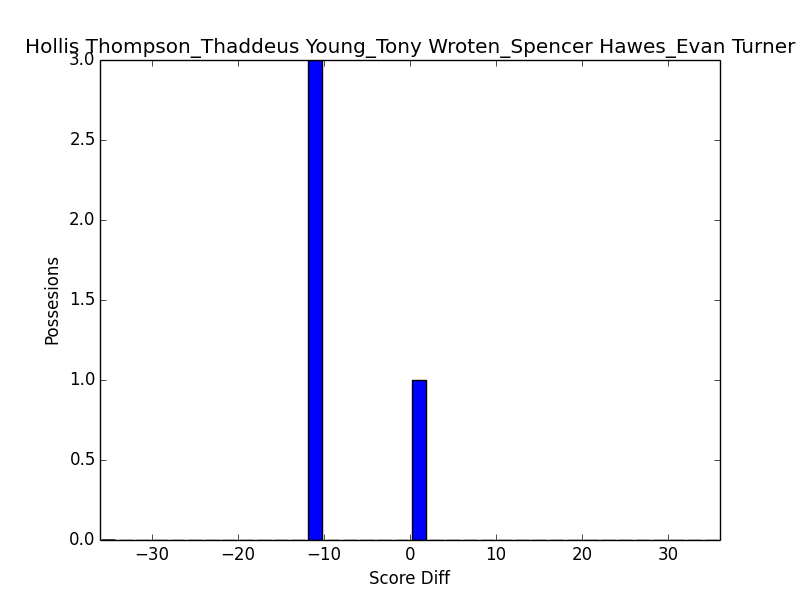 Hollis Thompson_Thaddeus Young_Tony Wroten_Spencer Hawes_Evan Turner
3.0
2.5
2.0
1.5
1.0
0.5
0.0
Possesions
−30 −20 −10 0 10 20 30
Score Diff